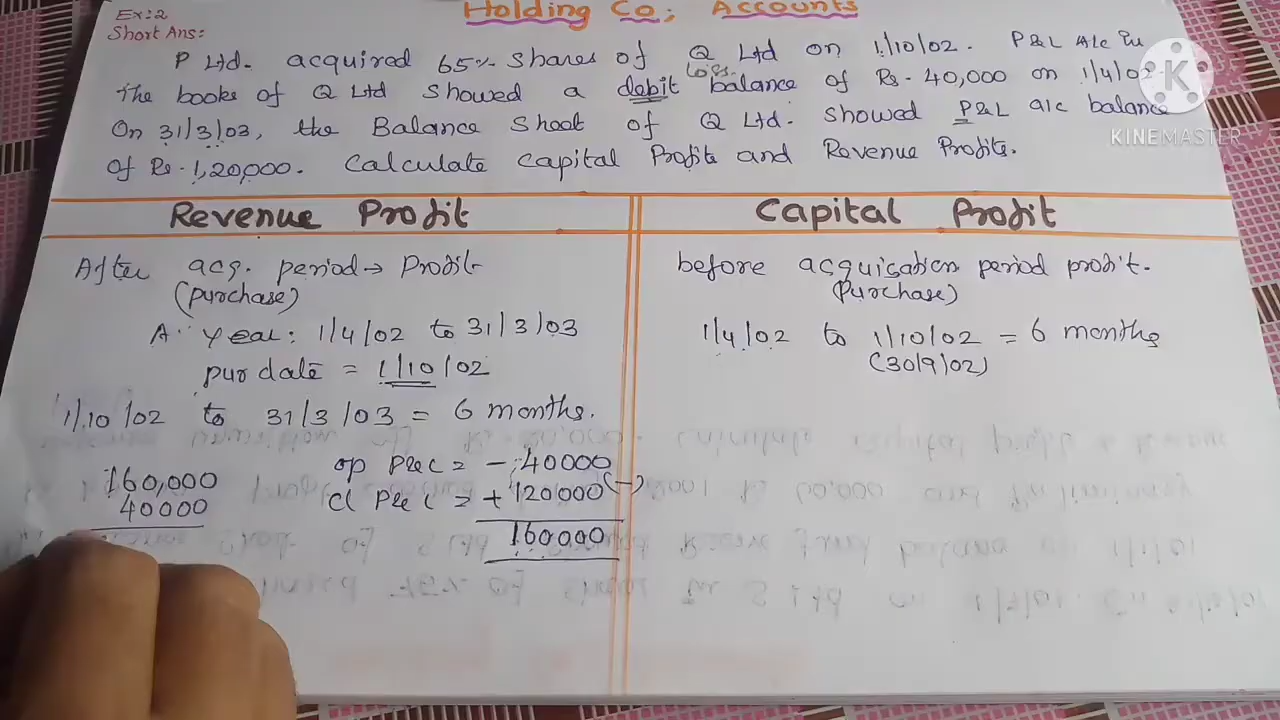 Holding Co; Accounts
Ex:2
Short Ans:
P Ltd. acquired 65% shares of Q Ltd on 1/10/02. P&L A/c in
loss.
the books of Q Ltd showed a debit balance of Rs. 40,000 on 1/4/02
On 31/3/03, the Balance Sheet of Q Ltd. showed P&L a/c balance
of Rs. 1,20,000. Calculate Capital Profits and Revenue Profits.
KINEMASTER
Revenue Profit
After acq. period → Profit
(purchase)
A. year: 1/4/02 to 31/3/03
pur date = 1/10/02
1/10/02 to 31/3/03 = 6 months.
op P&L = - 40000
cl P&L = + 120000 (-)
160000
160,000
40000
Capital Profit
before acquisation period profit.
(Purchase)
1/4/02 to 1/10/02 = 6 months
(30/9/02)